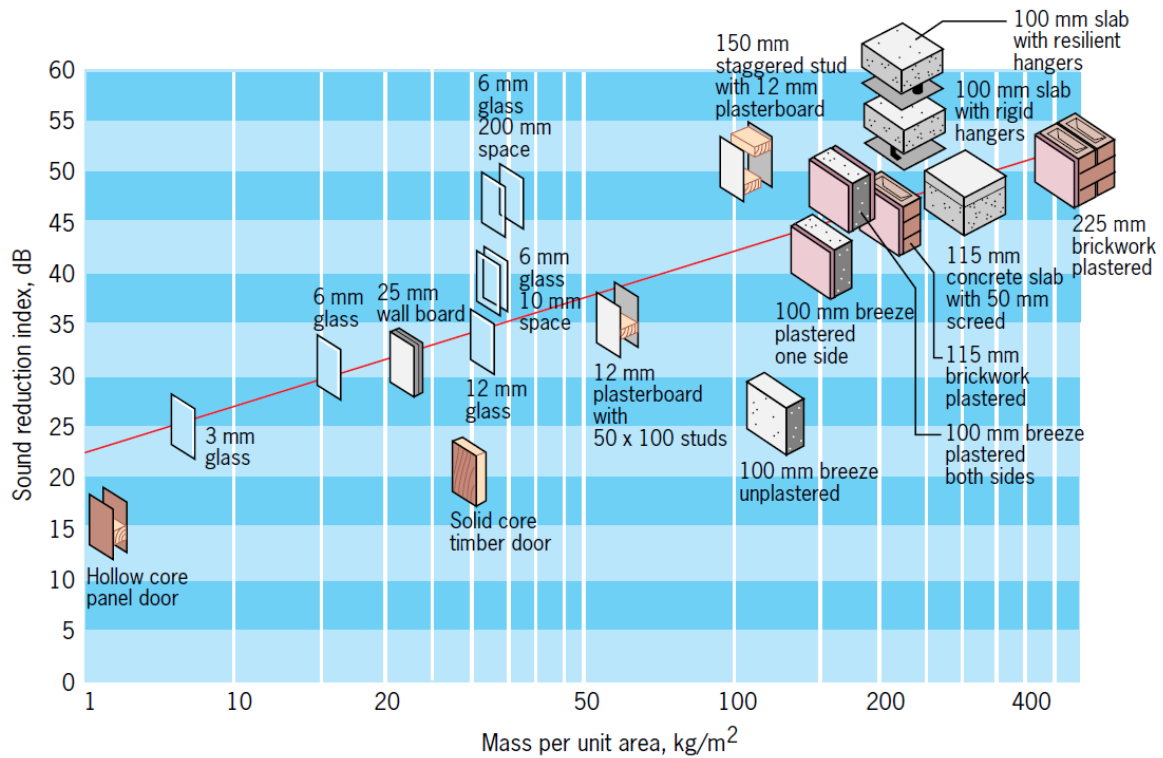 100 mm slab
with resilient
hangers
150 mm
staggered stud
with 12 mm
plasterboard
6 mm
glass
200 mm
space
100 mm slab
with rigid
hangers
60
55
50
45
40
35
30
25
20
15
10
5
0
Sound reduction index, dB
6 mm
glass
25 mm
wall board
6 mm
glass
10 mm
space
225 mm
brickwork
plastered
115 mm
concrete slab
with 50 mm
screed
100 mm breeze
plastered
one side
115 mm
brickwork
plastered
12 mm
glass
12 mm
plasterboard
with
50 x 100 studs
3 mm
glass
100 mm breeze
plastered
both sides
100 mm breeze
unplastered
Solid core
timber door
Hollow core
panel door
1
10
20
50
100
200
400
Mass per unit area, kg/m2